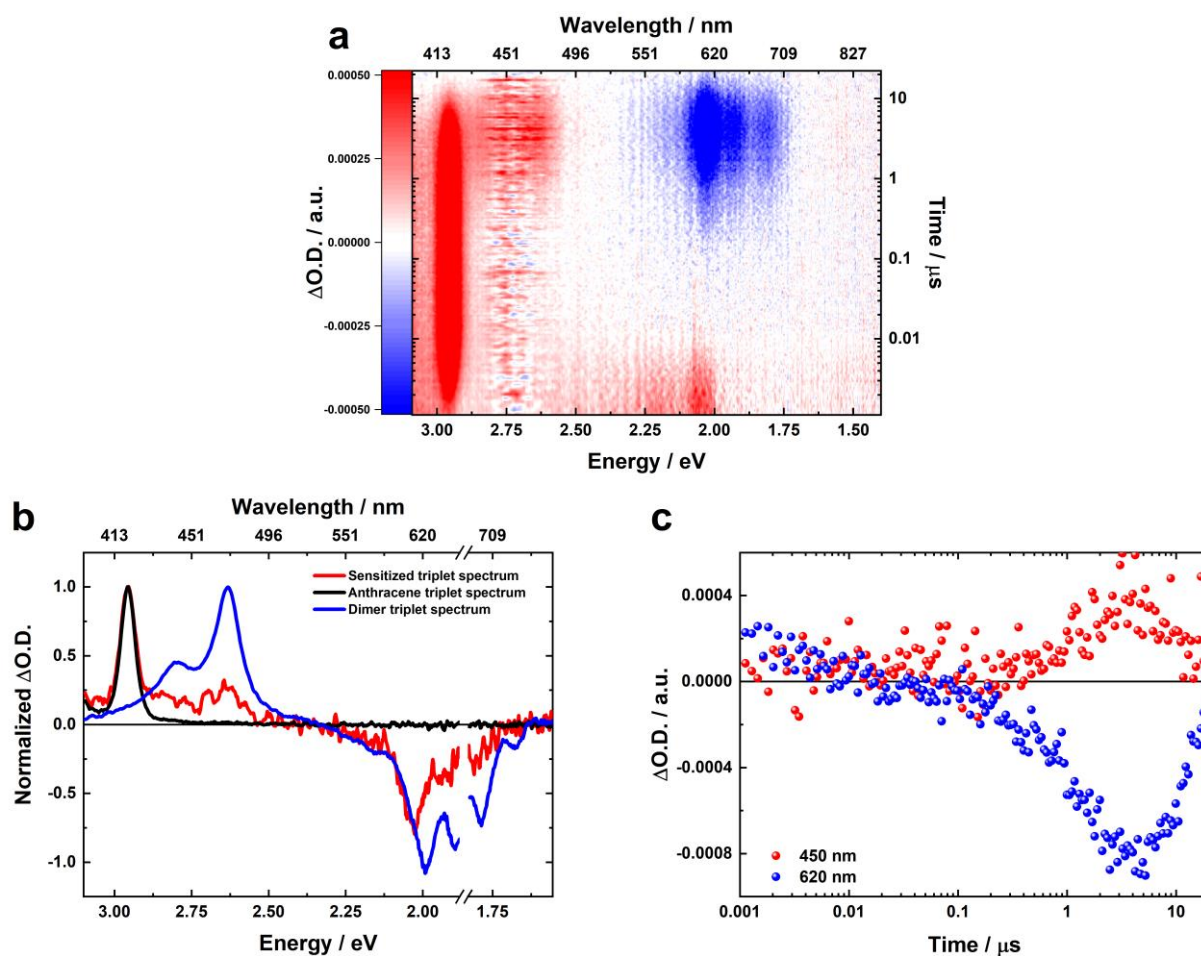 a
Wavelength / nm
413 451 496 551 620 709 827
0.00050
0.00025
0.00000
-0.00025
-0.00050
ΔO.D. / a.u.
10
1
0.1
0.01
Time / μs
3.00 2.75 2.50 2.25 2.00 1.75 1.50
Energy / eV
b
Wavelength / nm
413 451 496 551 620 709
Sensitized triplet spectrum
Anthracene triplet spectrum
Dimer triplet spectrum
1.0
0.5
0.0
-0.5
-1.0
Normalized ΔO.D.
3.00 2.75 2.50 2.25 2.00 1.75
Energy / eV
c
0.0004
0.0000
-0.0004
-0.0008
ΔO.D. / a.u.
450 nm
620 nm
0.001 0.01 0.1 1 10
Time / μs